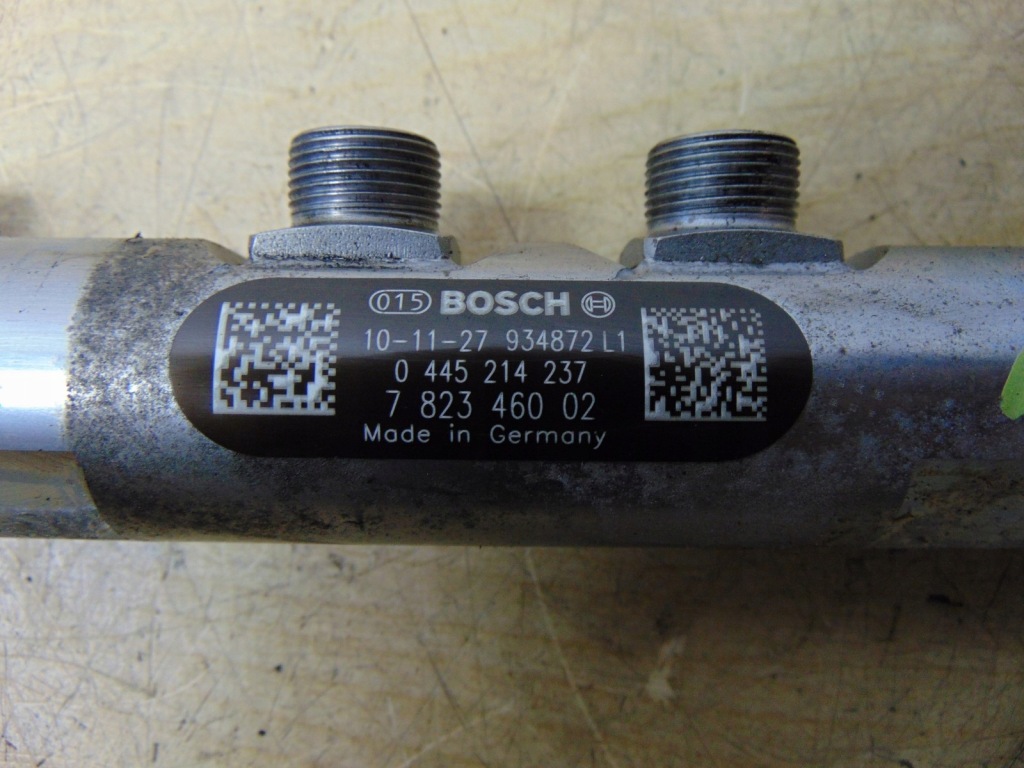 015 BOSCH
10-11-27 934872 L1
0 445 214 237
7 823 460 02
Made in Germany